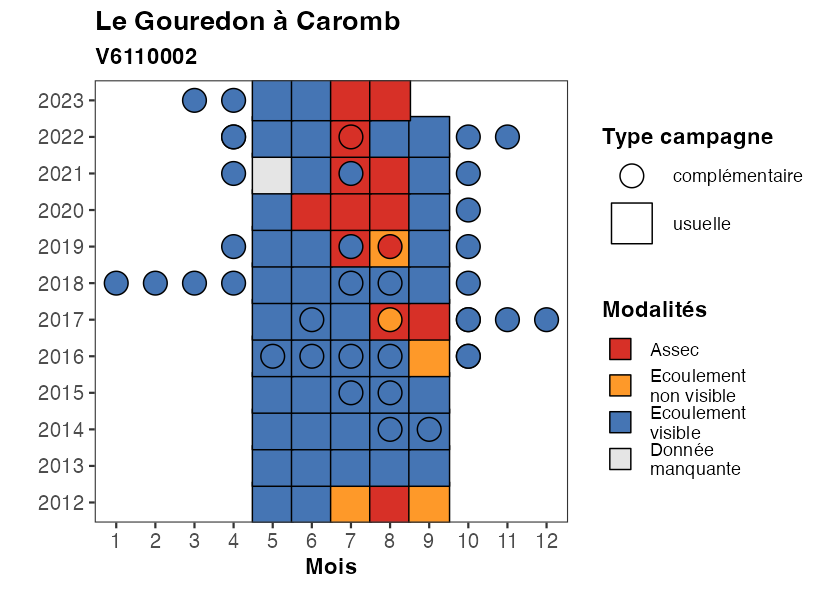 Le Gouredon à Caromb
V6110002
2023
2022
2021
2020
2019
2018
2017
2016
2015
2014
2013
2012
1 2 3 4 5 6 7 8 9 10 11 12
Mois
Type campagne
complémentaire
usuelle
Modalités
Assec
Ecoulement
non visible
Ecoulement
visible
Donnée
manquante